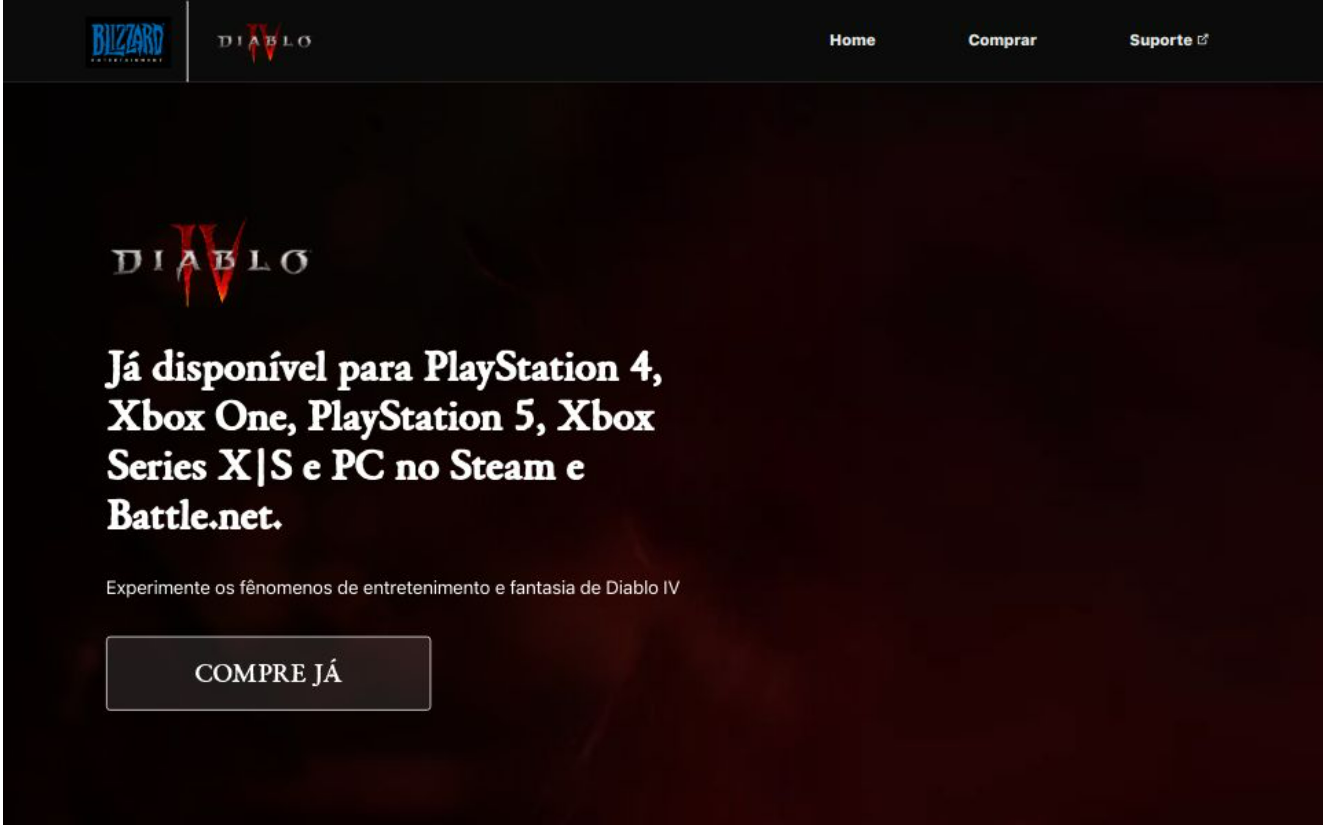 BLIZZARD
ENTERTAINMENT
DIABLO
IV
Home
Comprar
Suporte
DIABLO
IV
Já disponível para PlayStation 4,
Xbox One, PlayStation 5, Xbox
Series X|S e PC no Steam e
Battle.net.
Experimente os fênomenos de entretenimento e fantasia de Diablo IV
COMPRE JÁ